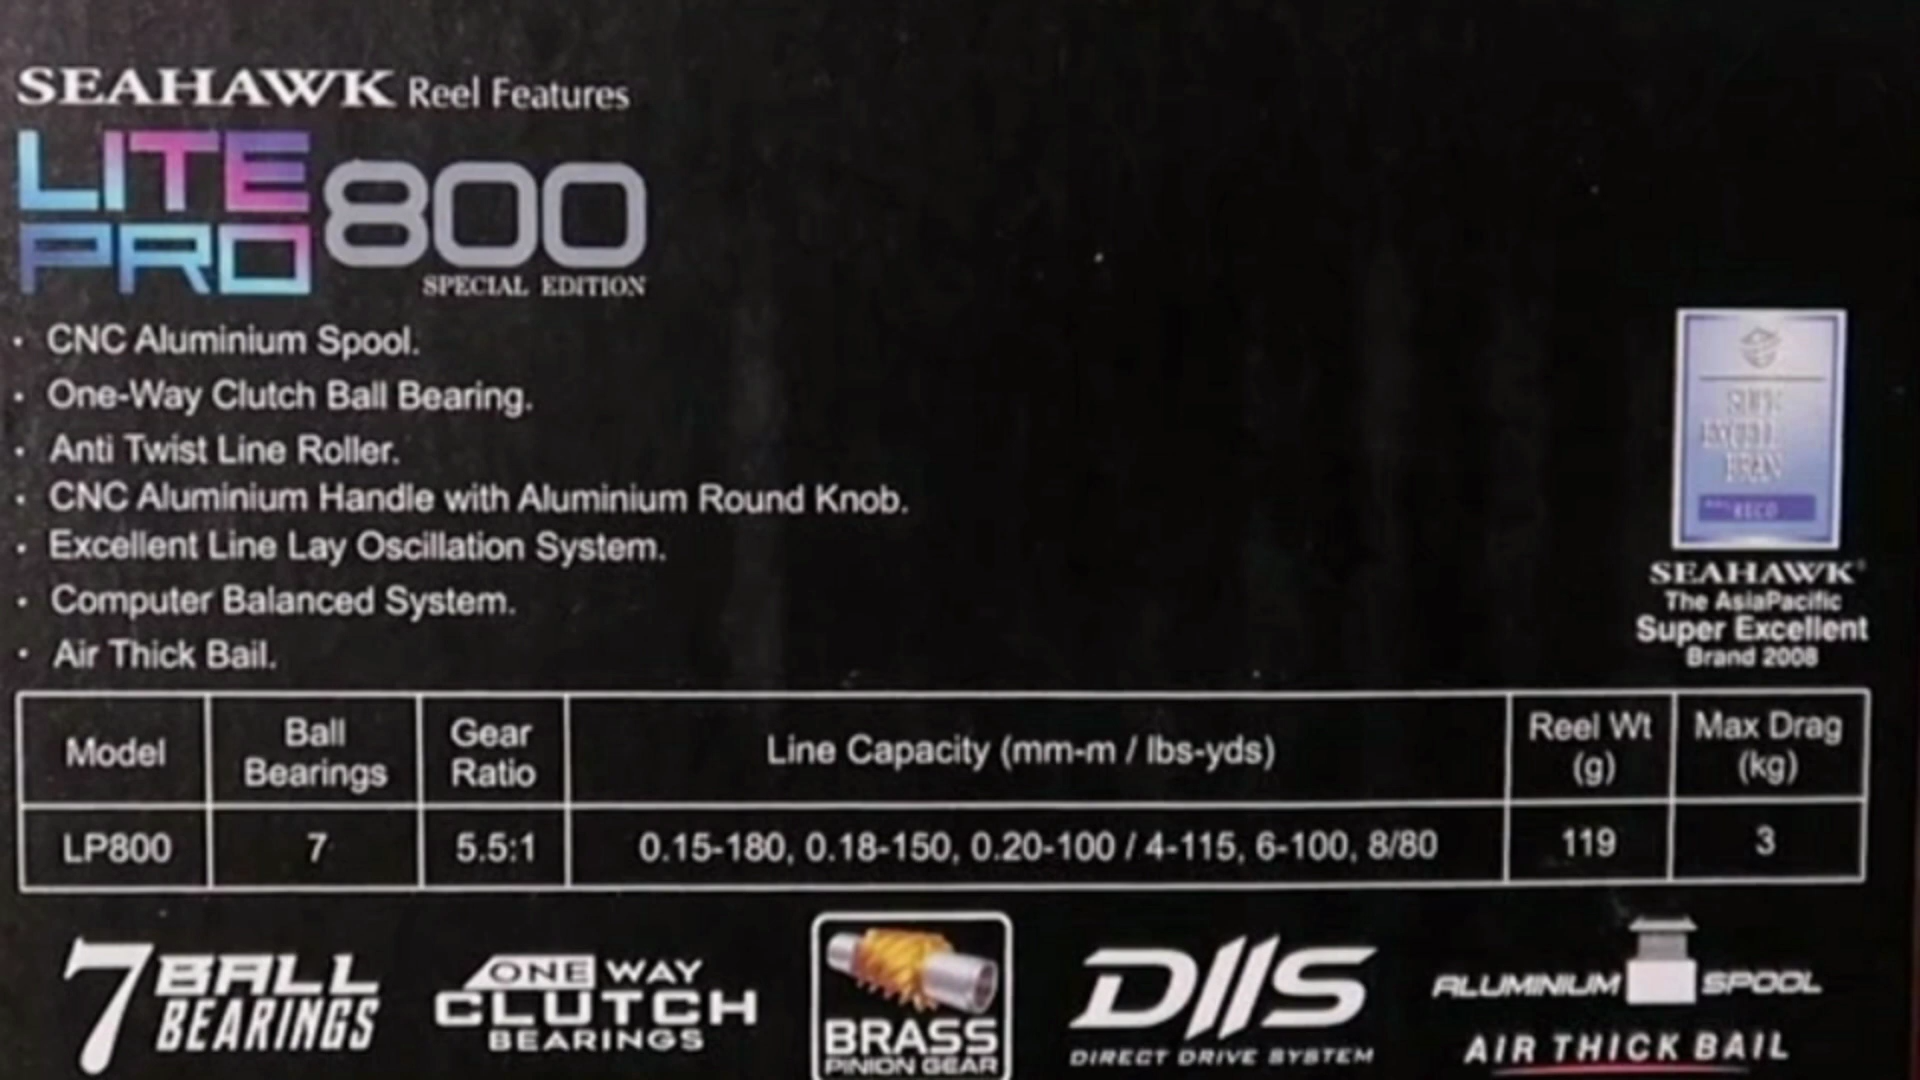 SEAHAWK Reel Features
LITE
PRO 800
SPECIAL EDITION
· CNC Aluminium Spool.
· One-Way Clutch Ball Bearing.
· Anti Twist Line Roller.
· CNC Aluminium Handle with Aluminium Round Knob.
· Excellent Line Lay Oscillation System.
· Computer Balanced System.
· Air Thick Bail.
SEAHAWK
The AsiaPacific
Super Excellent
Brand 2008
Model Ball Bearings Gear Ratio Line Capacity (mm-m / lbs-yds) Reel Wt (g) Max Drag (kg)
LP800 7 5.5:1 0.15-180, 0.18-150, 0.20-100 / 4-115, 6-100, 8/80 119 3
7 BALL BEARINGS
ONE WAY
CLUTCH
BEARINGS
BRASS
PINION GEAR
DIIS
DIRECT DRIVE SYSTEM
ALUMINIUM SPOOL
AIR THICK BAIL